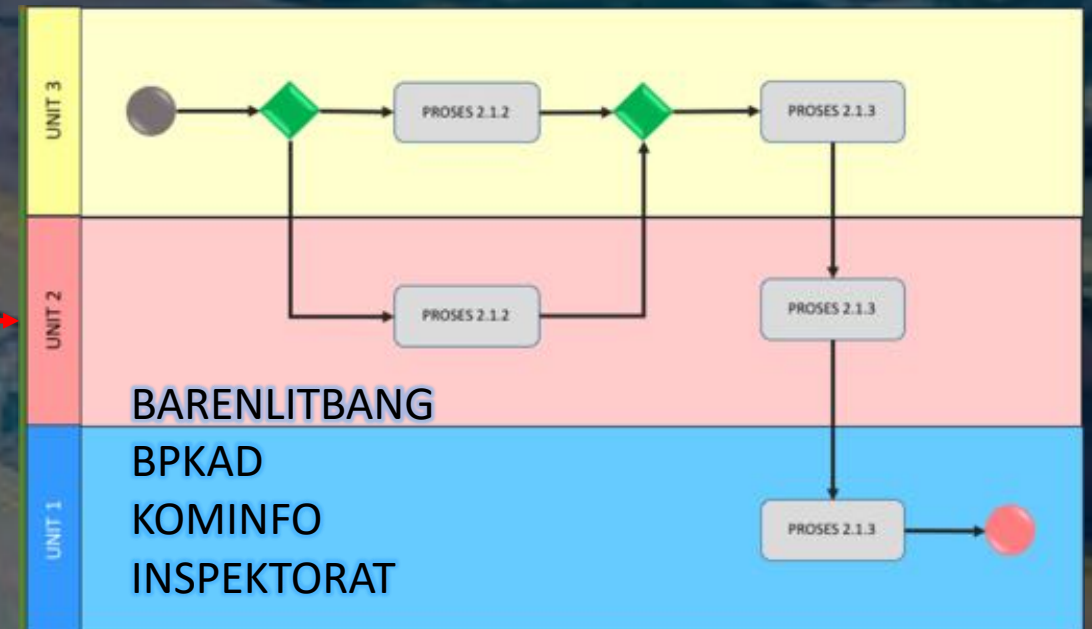 UNIT 3
PROSES 2.1.2
PROSES 2.1.3
UNIT 2
PROSES 2.1.2
PROSES 2.1.3
BARENLITBANG
BPKAD
KOMINFO
INSPEKTORAT
UNIT 1
PROSES 2.1.3